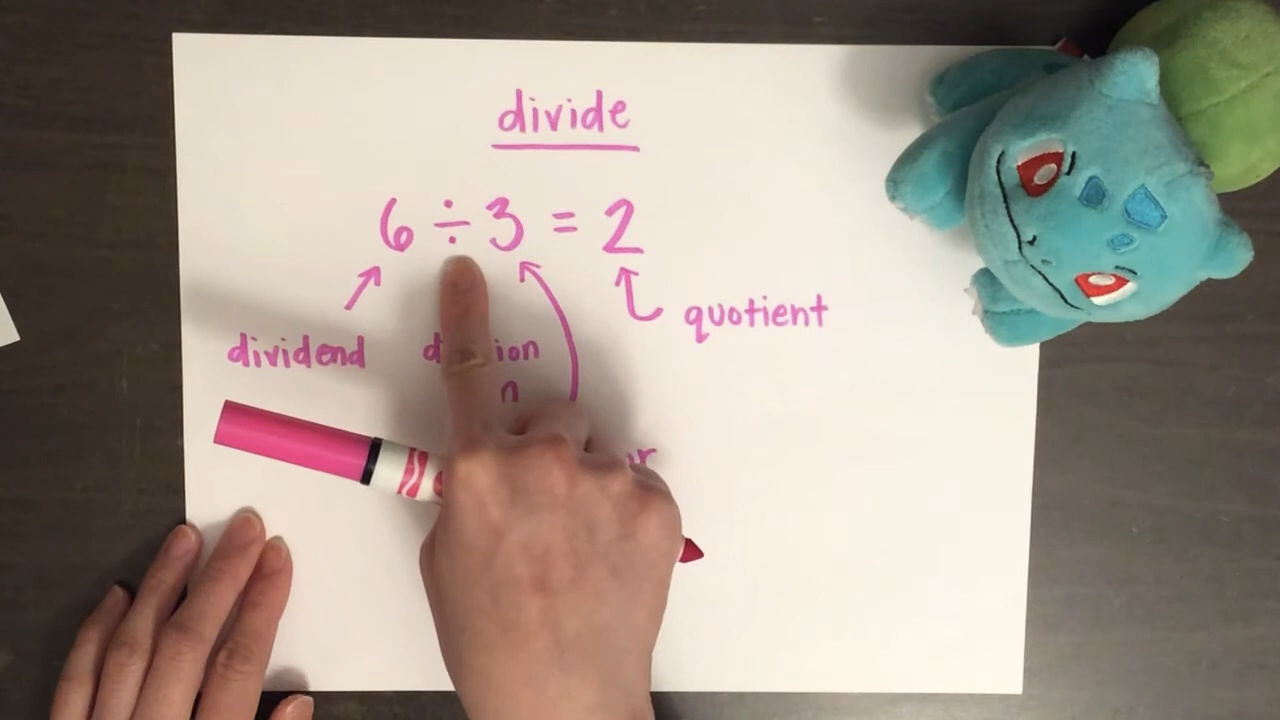 divide
6 ÷ 3 = 2
quotient
dividend